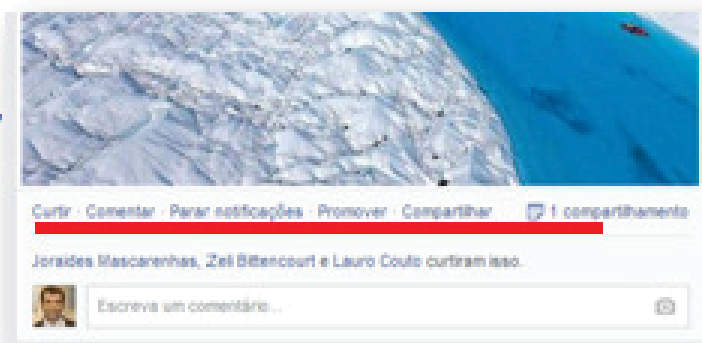 Curtir · Comentar · Parar notificações · Promover · Compartilhar 1 compartilhamento
Joraides Mascarenhas, Zeli Bittencourt e Lauro Couto curtiram isso.
Escreva um comentário...